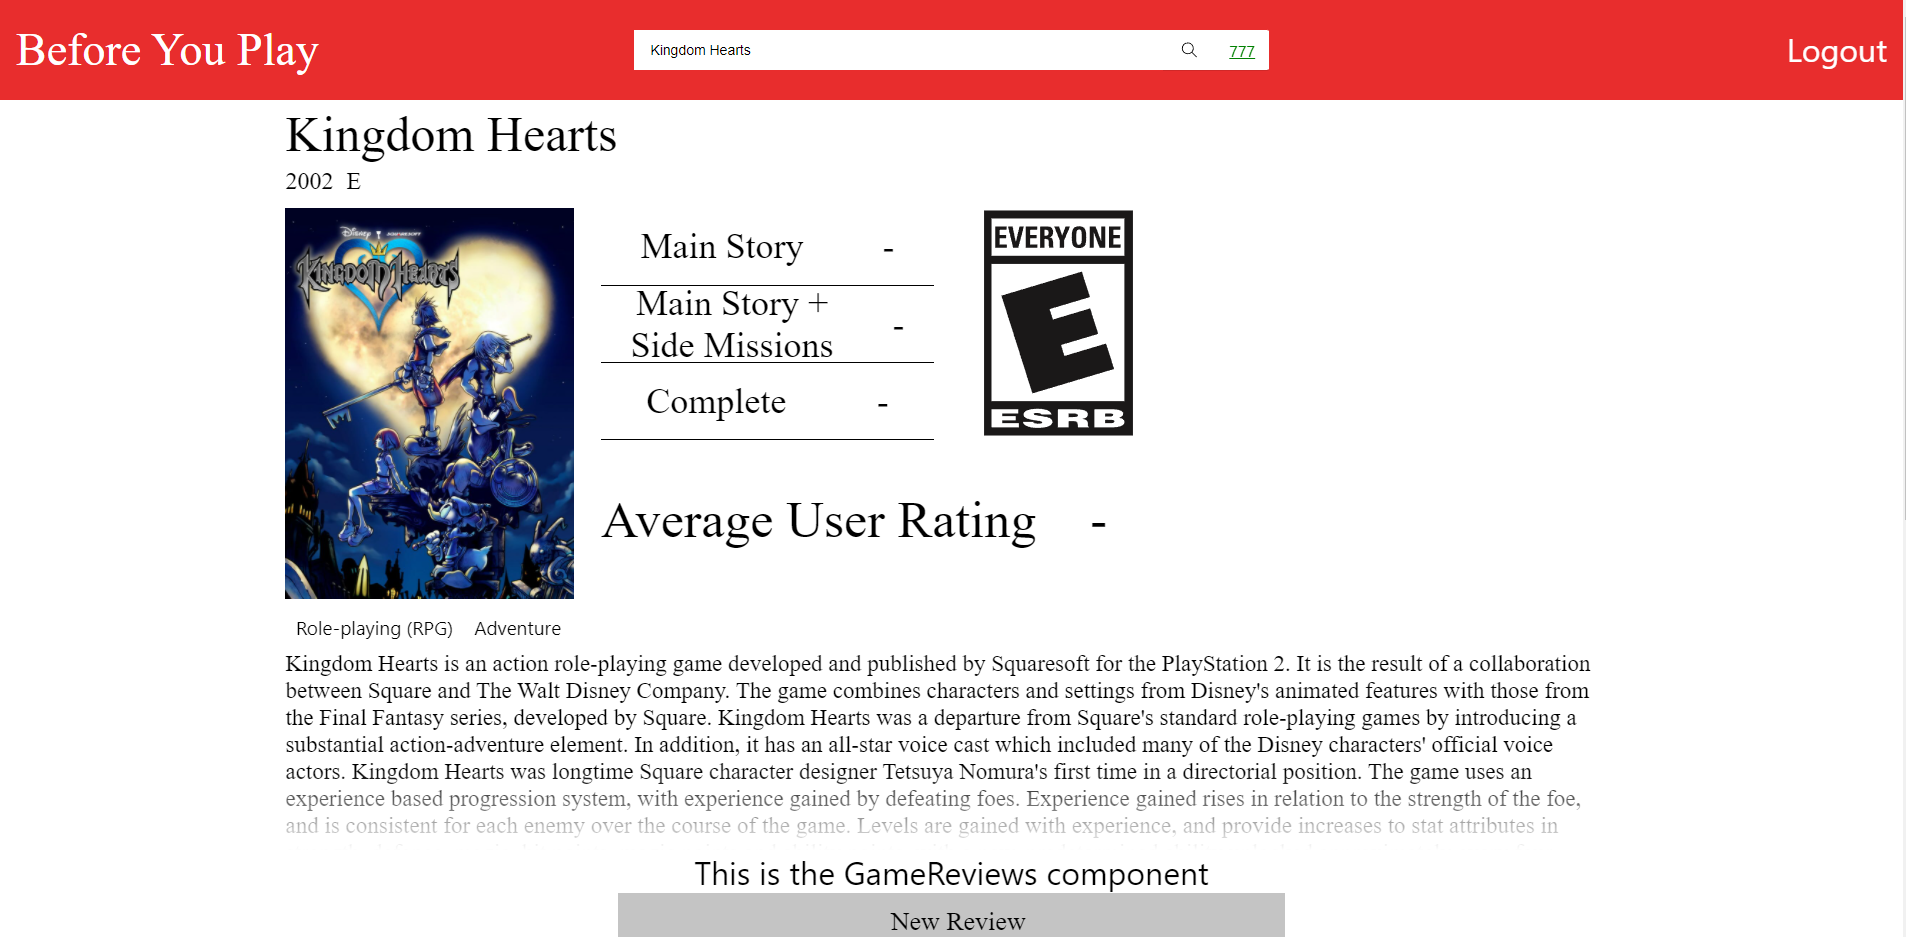 Before You Play
Kingdom Hearts
777
Logout
Kingdom Hearts
2002 E
Disney
KINGDOM HEARTS
Main Story -
Main Story +
Side Missions -
Complete -
EVERYONE
E
ESRB
Average User Rating -
Role-playing (RPG) Adventure
Kingdom Hearts is an action role-playing game developed and published by Squaresoft for the PlayStation 2. It is the result of a collaboration
between Square and The Walt Disney Company. The game combines characters and settings from Disney's animated features with those from
the Final Fantasy series, developed by Square. Kingdom Hearts was a departure from Square's standard role-playing games by introducing a
substantial action-adventure element. In addition, it has an all-star voice cast which included many of the Disney characters' official voice
actors. Kingdom Hearts was longtime Square character designer Tetsuya Nomura's first time in a directorial position. The game uses an
experience based progression system, with experience gained by defeating foes. Experience gained rises in relation to the strength of the foe,
and is consistent for each enemy over the course of the game. Levels are gained with experience, and provide increases to stat attributes in
This is the GameReviews component
New Review